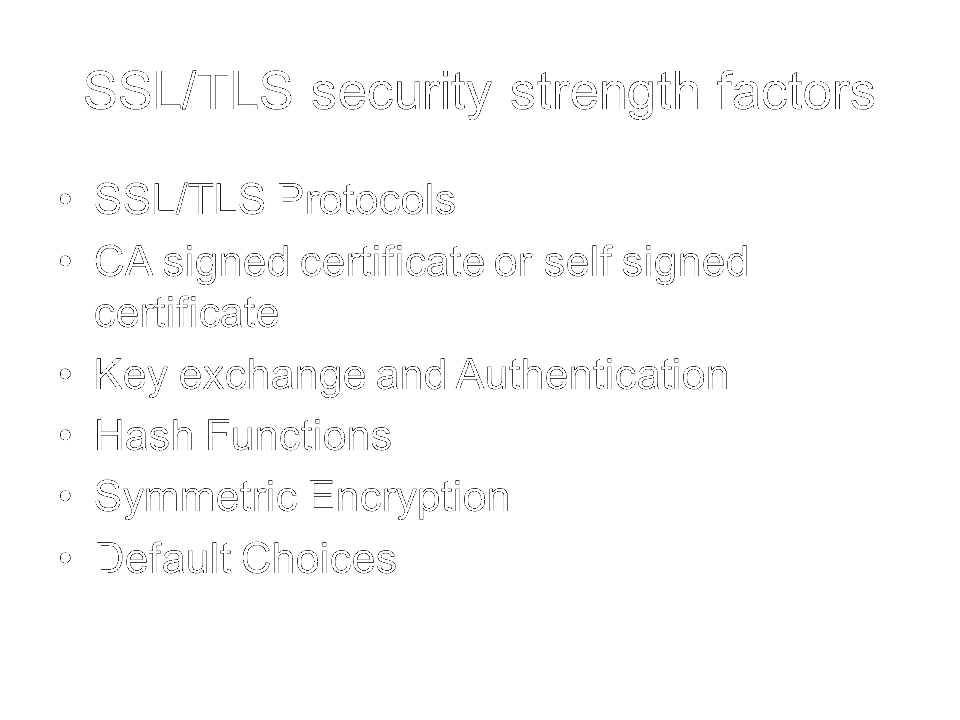 SSL/TLS security strength factors
• SSL/TLS Protocols
• CA signed certificate or self signed
certificate
• Key exchange and Authentication
• Hash Functions
• Symmetric Encryption
• Default Choices